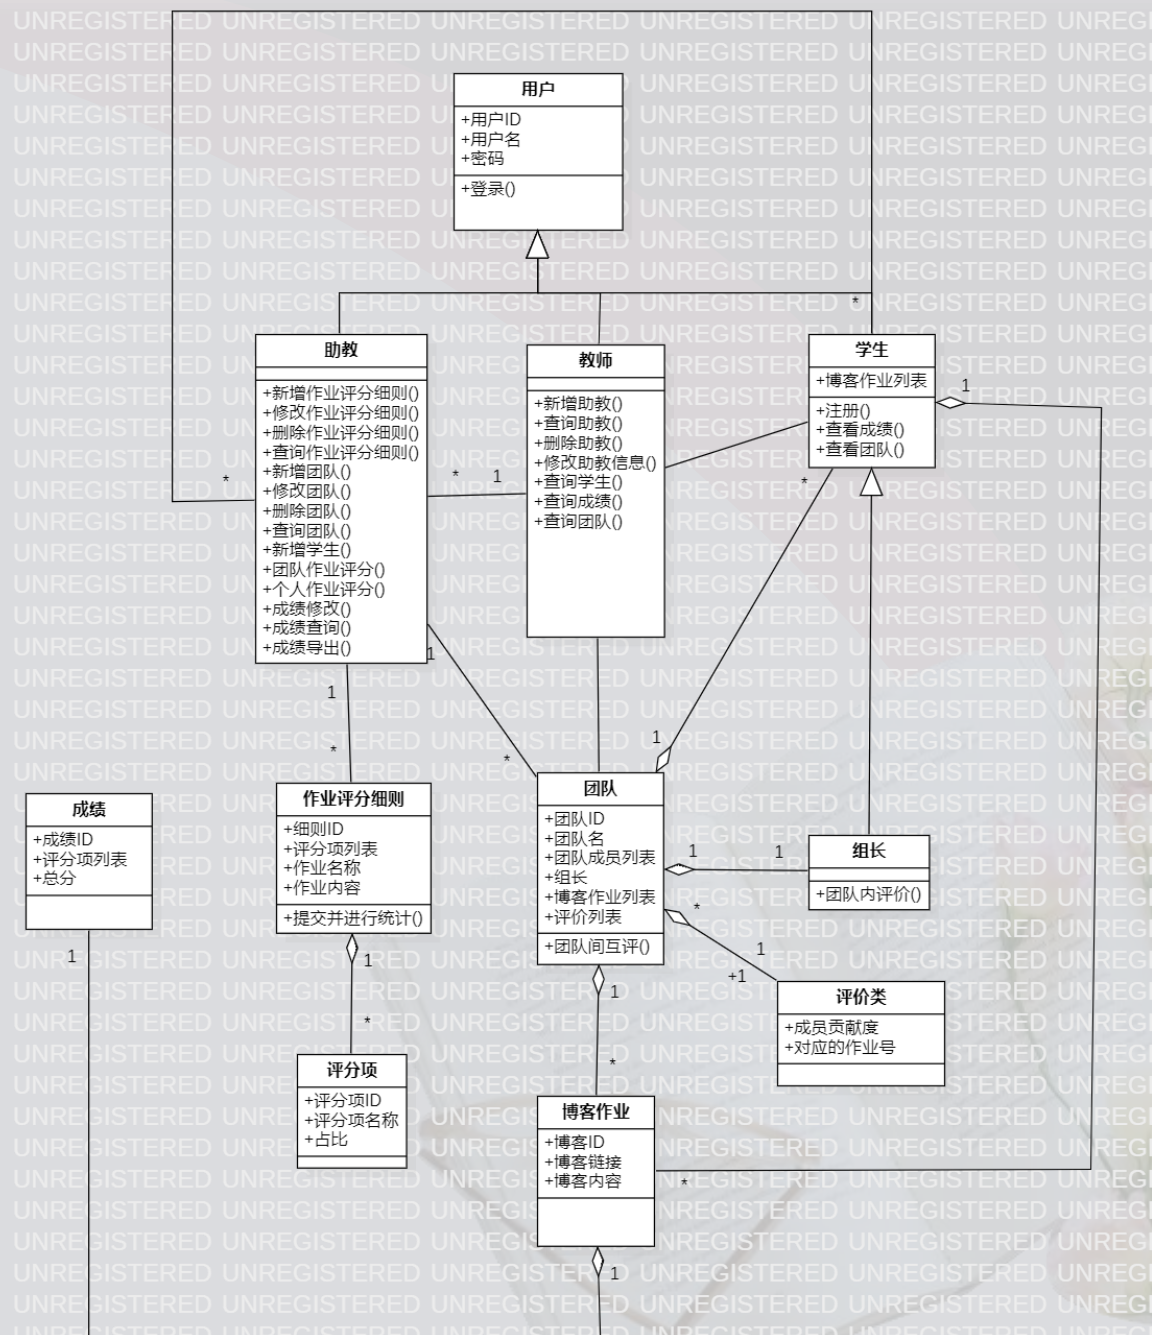 用户
+用户ID
+用户名
+密码
+登录()
*
助教
+新增作业评分细则()
+修改作业评分细则()
+删除作业评分细则()
+查询作业评分细则()
+新增团队()
+修改团队()
+删除团队()
+查询团队()
+新增学生()
+团队作业评分()
+个人作业评分()
+成绩修改()
+成绩查询()
+成绩导出()
教师
+新增助教()
+查询助教()
+删除助教()
+修改助教信息()
+查询学生()
+查询成绩()
+查询团队()
学生
+博客作业列表
+注册()
+查看成绩()
+查看团队()
1
*
*
1
*
1
1
*
*
1
成绩
+成绩ID
+评分项列表
+总分
1
作业评分细则
+细则ID
+评分项列表
+作业名称
+作业内容
+提交并进行统计()
1
*
团队
+团队ID
+团队名
+团队成员列表
+组长
+博客作业列表
+评价列表
+团队间互评()
1
1
组长
+团队内评价()
*
1
+1
评价类
+成员贡献度
+对应的作业号
1
*
评分项
+评分项ID
+评分项名称
+占比
博客作业
+博客ID
+博客链接
+博客内容
*
1
UNREGISTERED